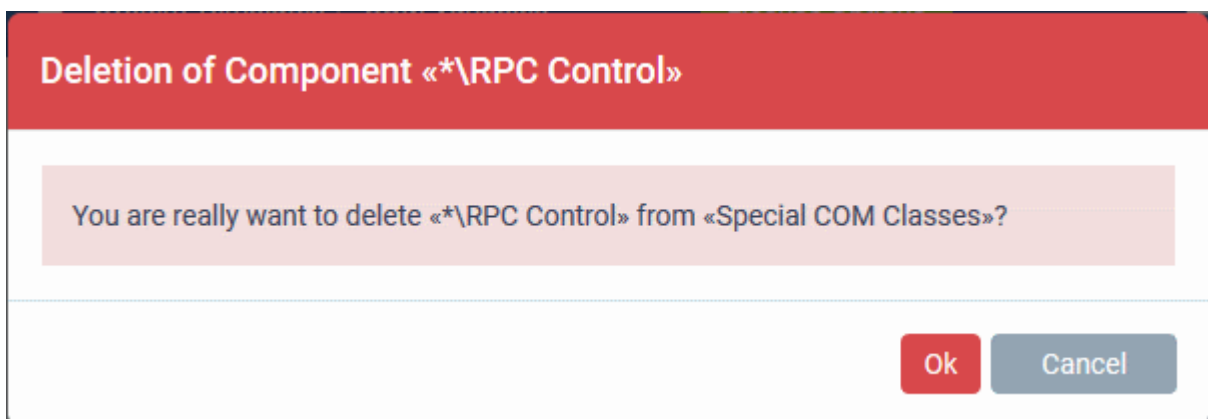 Deletion of Component «*\RPC Control»
You are really want to delete «*\RPC Control» from «Special COM Classes»?
Ok
Cancel